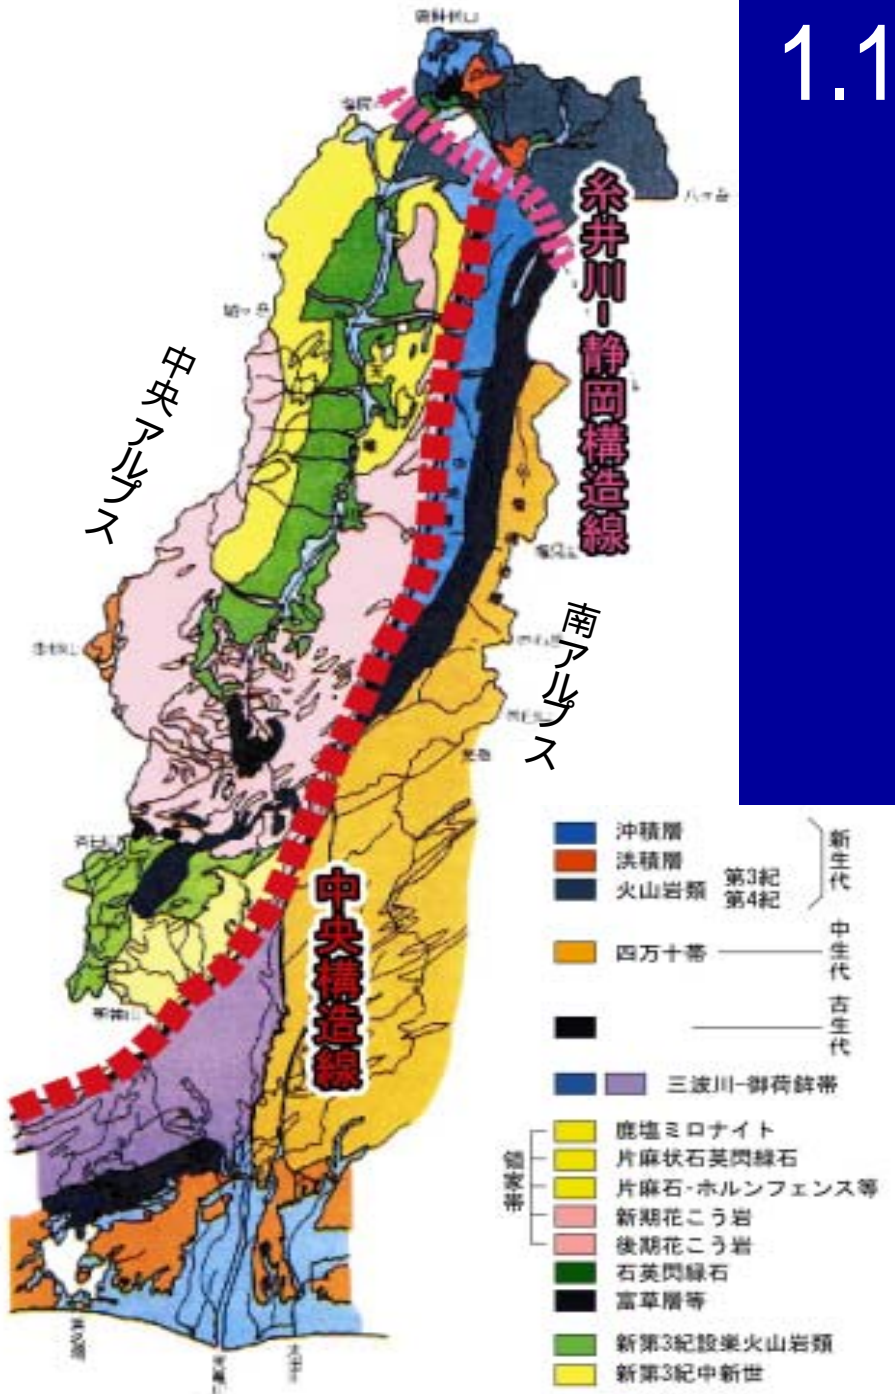 1.1
八ヶ岳
糸井川-静岡構造線
中央アルプス
南アルプス
中央構造線
沖積層
洪積層
火山岩類
第3紀
第4紀
新生代
四万十帯
中生代
古生代
三波川-御荷鉾帯
領家帯
鹿塩ミロナイト
片麻状石英閃緑石
片麻石-ホルンフェンス等
新期花こう岩
後期花こう岩
石英閃緑石
富草層等
新第3紀設楽火山岩類
新第3紀中新世